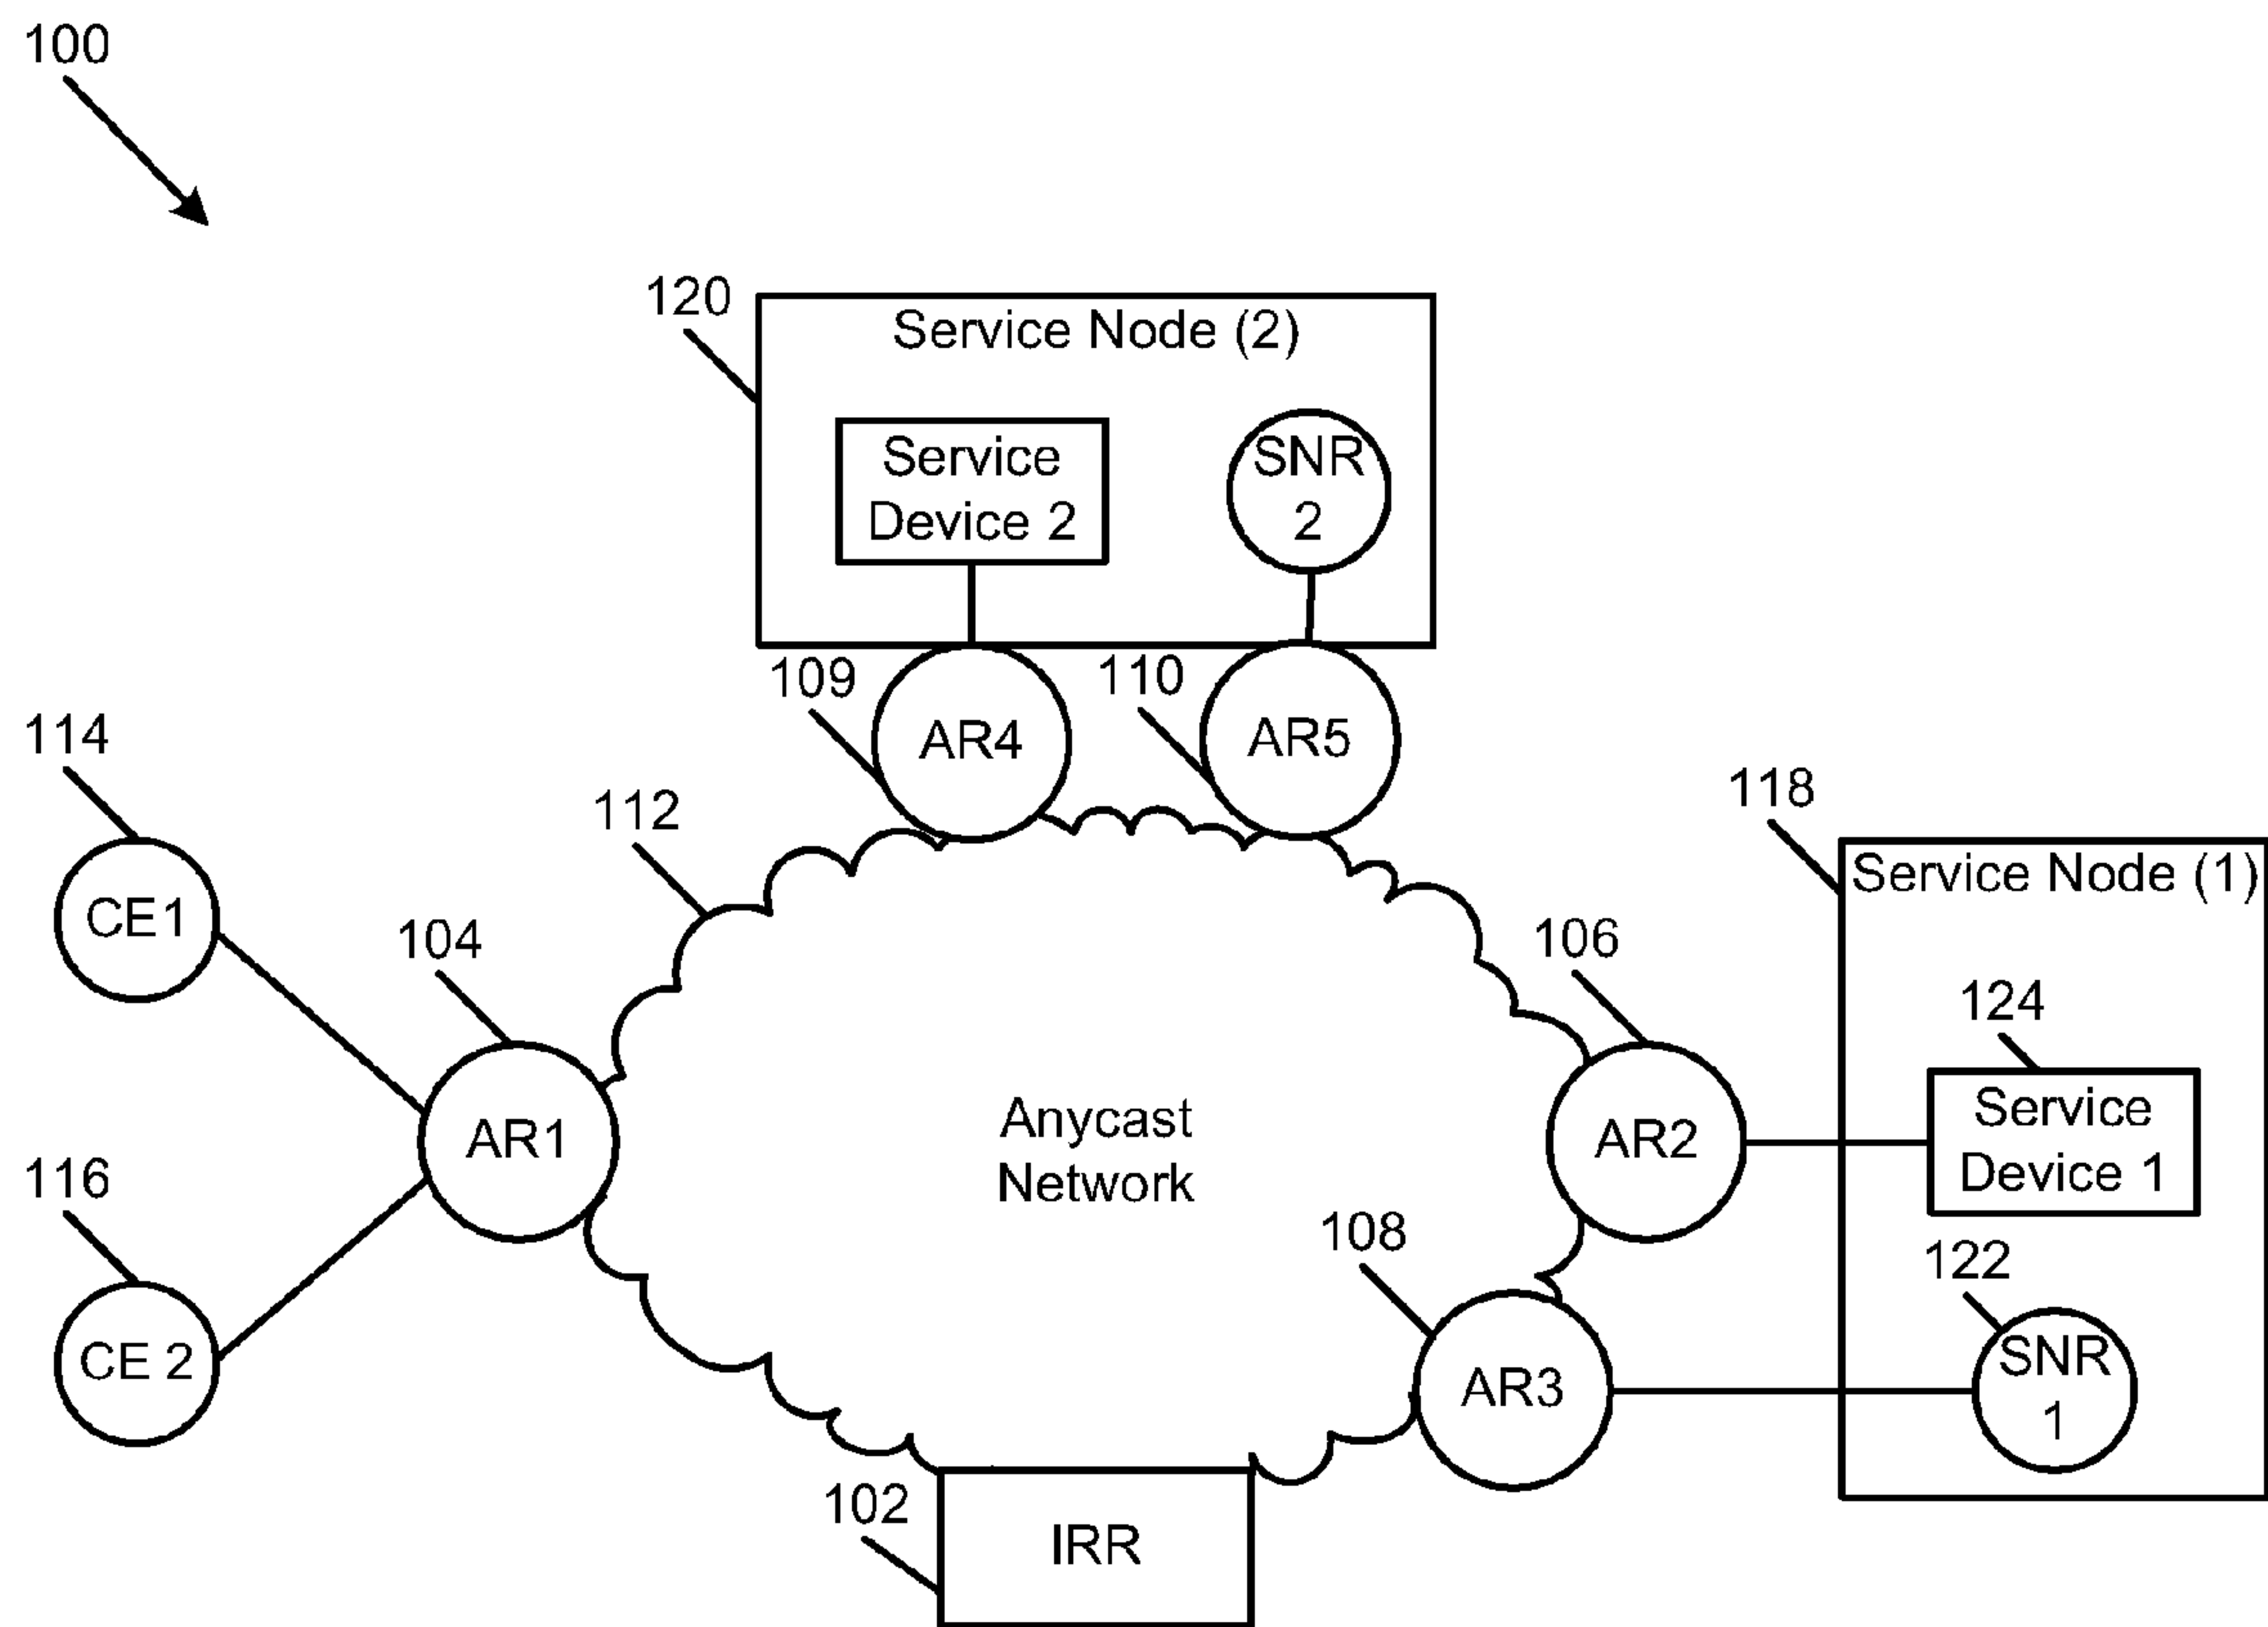 100
120
Service Node (2)
Service
Device 2
SNR
2
109
110
AR4
AR5
114
112
118
CE1
104
106
Service Node (1)
124
AR1
Anycast
Network
AR2
Service
Device 1
116
108
122
CE 2
AR3
SNR
1
102
IRR